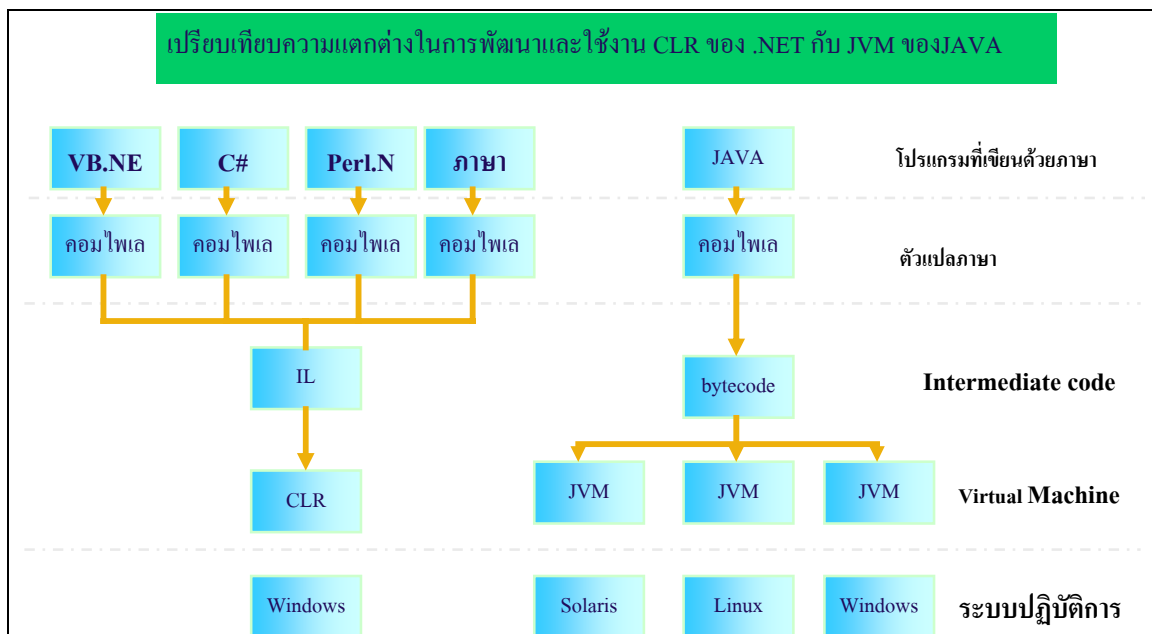 เปรียบเทียบความแตกต่างในการพัฒนาและใช้งาน CLR ของ .NET กับ JVM ของJAVA
VB.NE C# Perl.N ภาษา JAVA โปรแกรมที่เขียนด้วยภาษา
คอมไพเล คอมไพเล คอมไพเล คอมไพเล คอมไพเล ตัวแปลภาษา
IL bytecode Intermediate code
CLR JVM JVM JVM Virtual Machine
Windows Solaris Linux Windows ระบบปฏิบัติการ